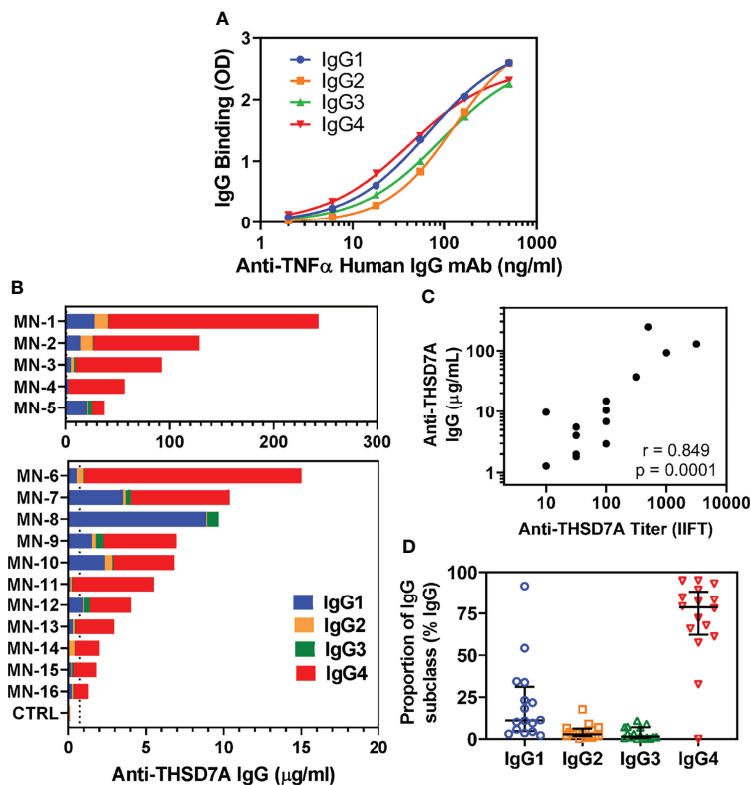 A
IgG Binding (OD)
3
2
1
0
IgG1
IgG2
IgG3
IgG4
1
10
100
1000
Anti-TNFα Human IgG mAb (ng/ml)
B
MN-1
MN-2
MN-3
MN-4
MN-5
0
100
200
300
MN-6
MN-7
MN-8
MN-9
MN-10
MN-11
MN-12
MN-13
MN-14
MN-15
MN-16
CTRL
IgG1
IgG2
IgG3
IgG4
0
5
10
15
20
Anti-THSD7A IgG (μg/ml)
C
Anti-THSD7A
IgG (μg/mL)
100
10
1
r = 0.849
p = 0.0001
10
100
1000
10000
Anti-THSD7A Titer (IIFT)
D
Proportion of IgG
subclass (% IgG)
100
75
50
25
0
IgG1
IgG2
IgG3
IgG4